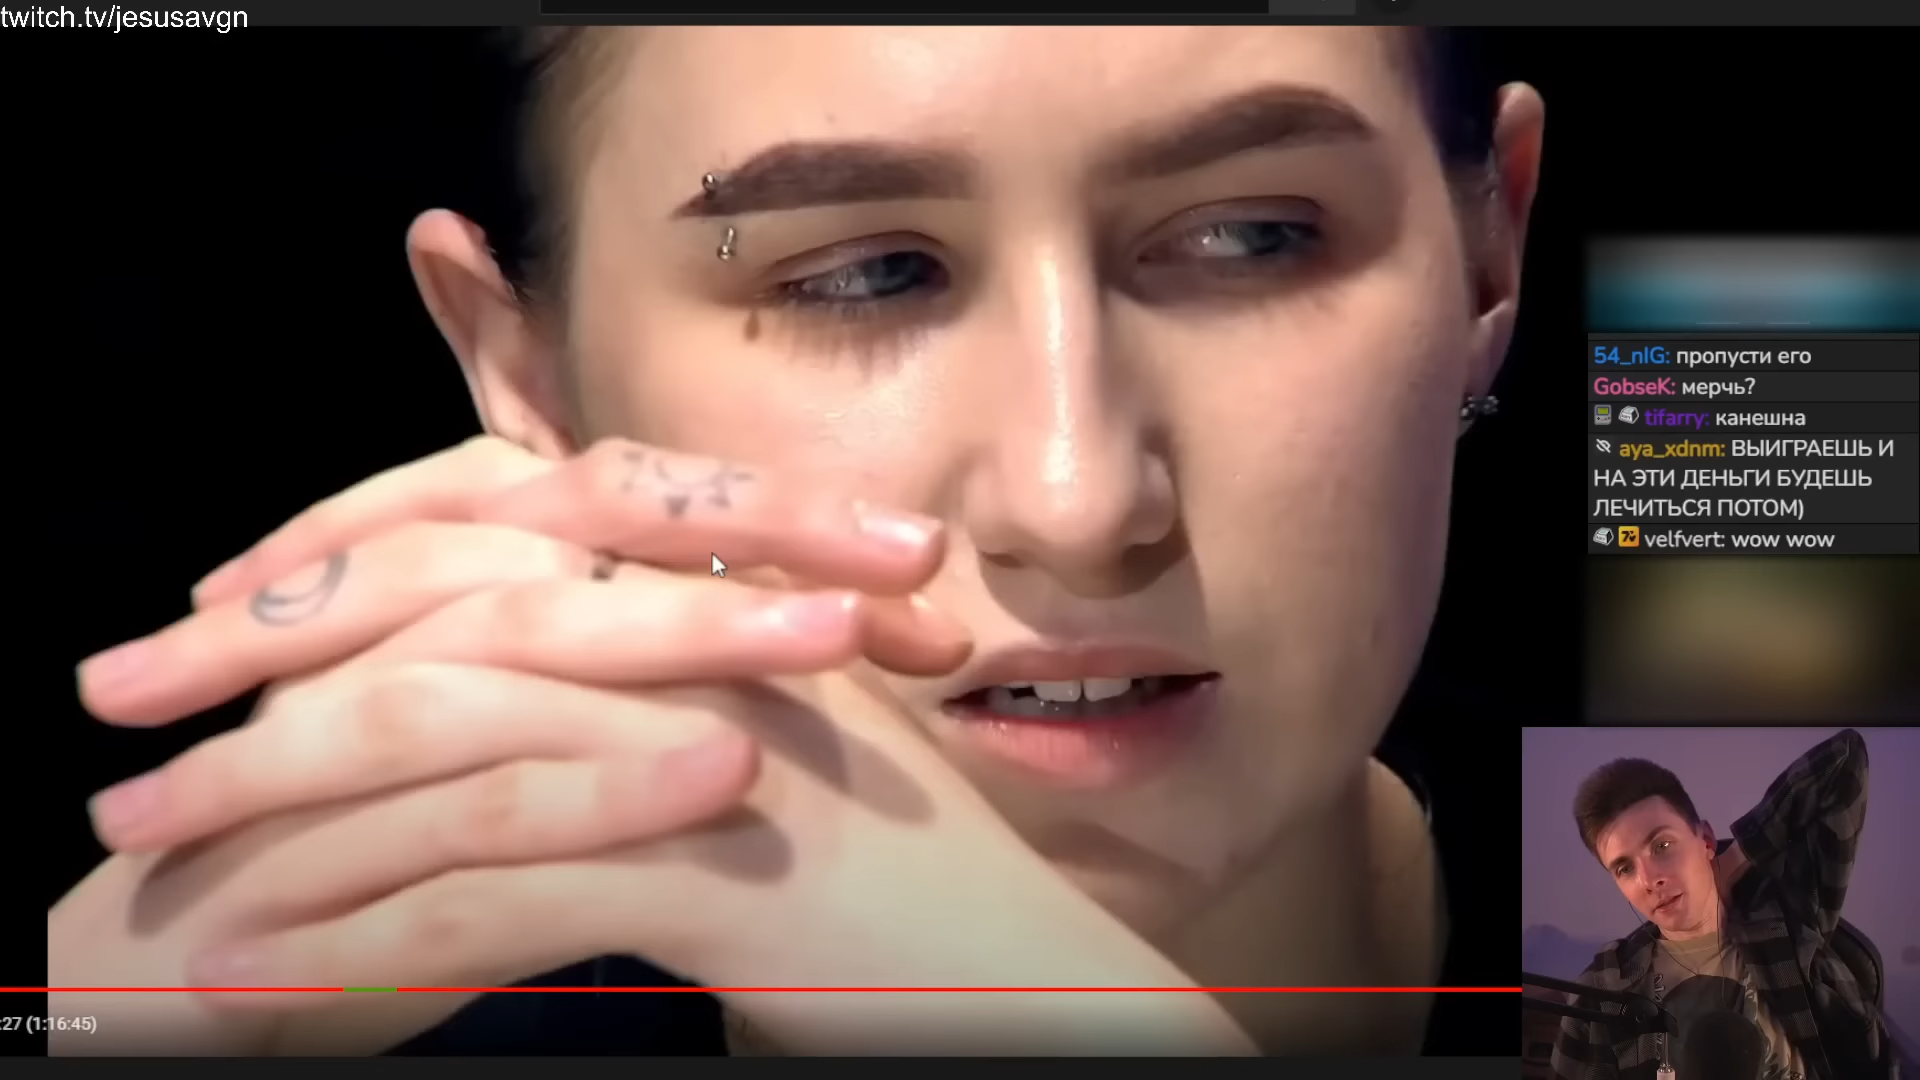 twitch.tv/jesusavgn
54_nIG: пропусти его
GobseK: мерчь?
tifarry: канешна
aya_xdnm: ВЫИГРАЕШЬ И
НА ЭТИ ДЕНЬГИ БУДЕШЬ
ЛЕЧИТЬСЯ ПОТОМ)
velfvert: wow wow
:27 (1:16:45)